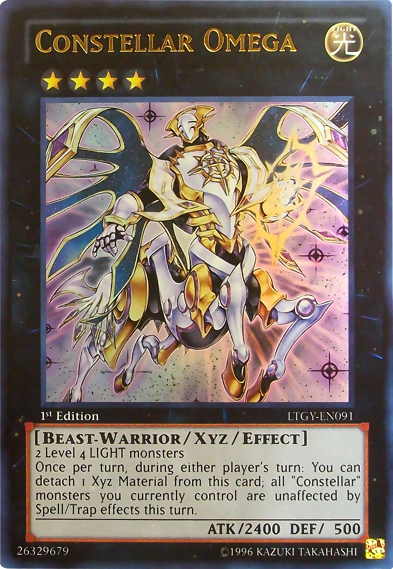 CONSTELLAR OMEGA
LIGHT
光
1st Edition
LTGY-EN091
[BEAST-WARRIOR/XYZ/EFFECT]
2 Level 4 LIGHT monsters
Once per turn, during either player's turn: You can
detach 1 Xyz Material from this card; all "Constellar"
monsters you currently control are unaffected by
Spell/Trap effects this turn.
ATK/2400 DEF/ 500
26329679
©1996 KAZUKI TAKAHASHI